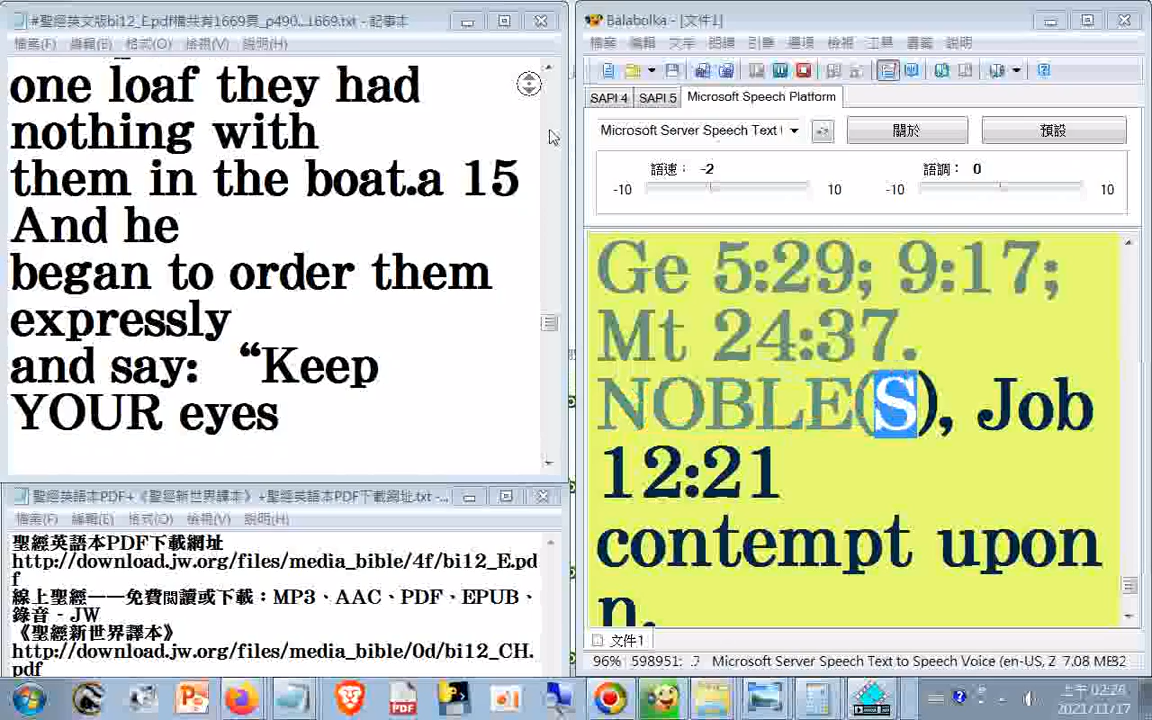 #聖經英文版bi12_E.pdf檔共有1669頁_p490...1669.txt - 記事本
檔案(F) 編輯(E) 格式(O) 檢視(V) 說明(H)
one loaf they had
nothing with
them in the boat.a 15
And he
began to order them
expressly
and say: “Keep
YOUR eyes
聖經英語本PDF+《聖經新世界譯本》+聖經英語本PDF下載網址.txt -...
檔案(F) 編輯(E) 格式(O) 檢視(V) 說明(H)
聖經英語本PDF下載網址
http://download.jw.org/files/media_bible/4f/bi12_E.pd
f
線上聖經——免費閱讀或下載：MP3、AAC、PDF、EPUB、
錄音 - JW
《聖經新世界譯本》
http://download.jw.org/files/media_bible/0d/bi12_CH.
pdf
Balabolka - [文件1]
檔案 編輯 文字 朗讀 引擎 選項 檢視 工具 書籤 說明
SAPI 4 SAPI 5 Microsoft Speech Platform
Microsoft Server Speech Text
關於 預設
語速： -2 語調： 0
-10 10 -10 10
Ge 5:29; 9:17;
Mt 24:37.
NOBLE(S), Job
12:21
contempt upon
n.
文件1
96% 598951: .7 Microsoft Server Speech Text to Speech Voice (en-US, Z 7.08 MB
上午 02:24
2021/11/17